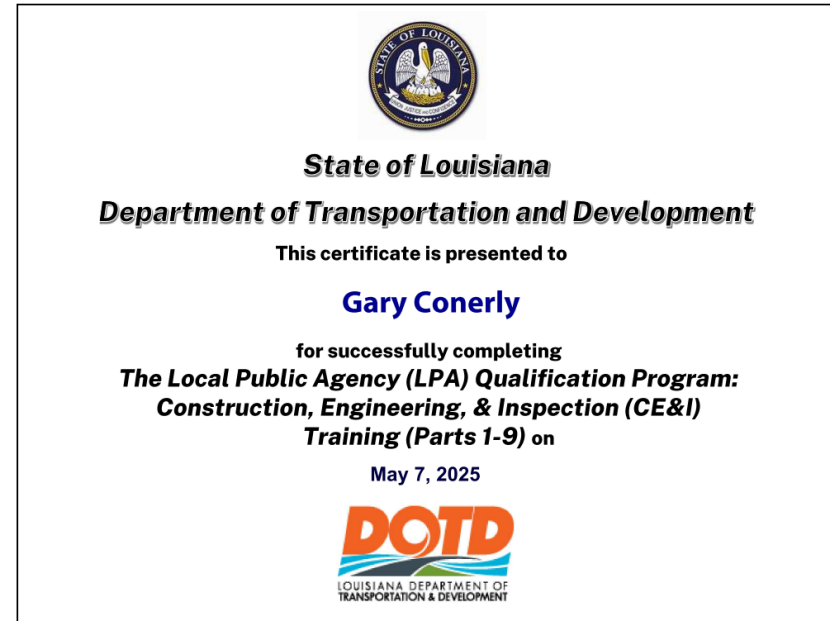 STATE OF LOUISIANA
UNION JUSTICE AND CONFIDENCE
State of Louisiana
Department of Transportation and Development
This certificate is presented to
Gary Conerly
for successfully completing
The Local Public Agency (LPA) Qualification Program:
Construction, Engineering, & Inspection (CE&I)
Training (Parts 1-9) on
May 7, 2025
DOTD
LOUISIANA DEPARTMENT OF
TRANSPORTATION & DEVELOPMENT